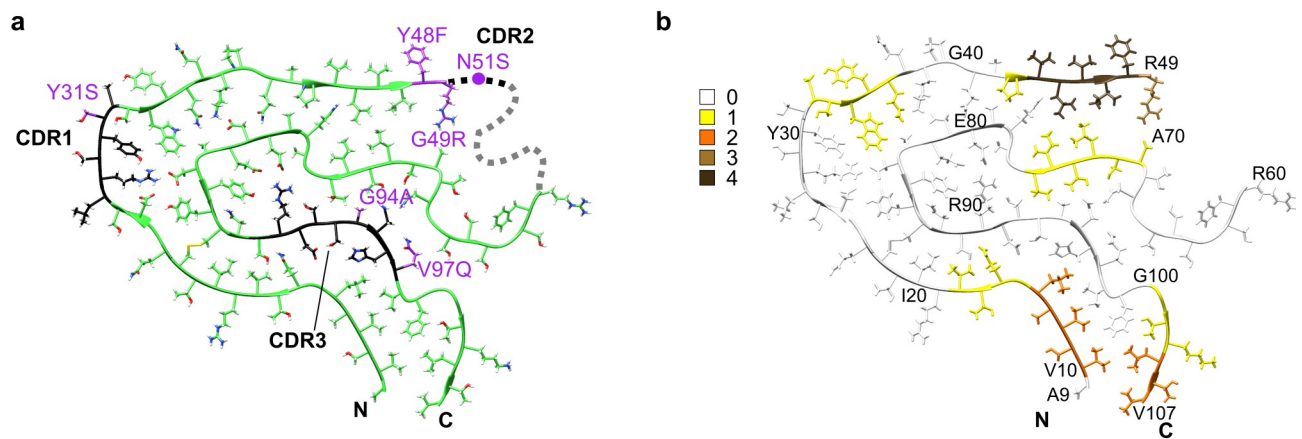 a
Y48F
CDR2
N51S
Y31S
CDR1
G49R
G94A
V97Q
CDR3
N
C
b
G40
R49
0
1
2
3
4
Y30
E80
A70
R60
R90
I20
G100
V10
A9
V107
N
C